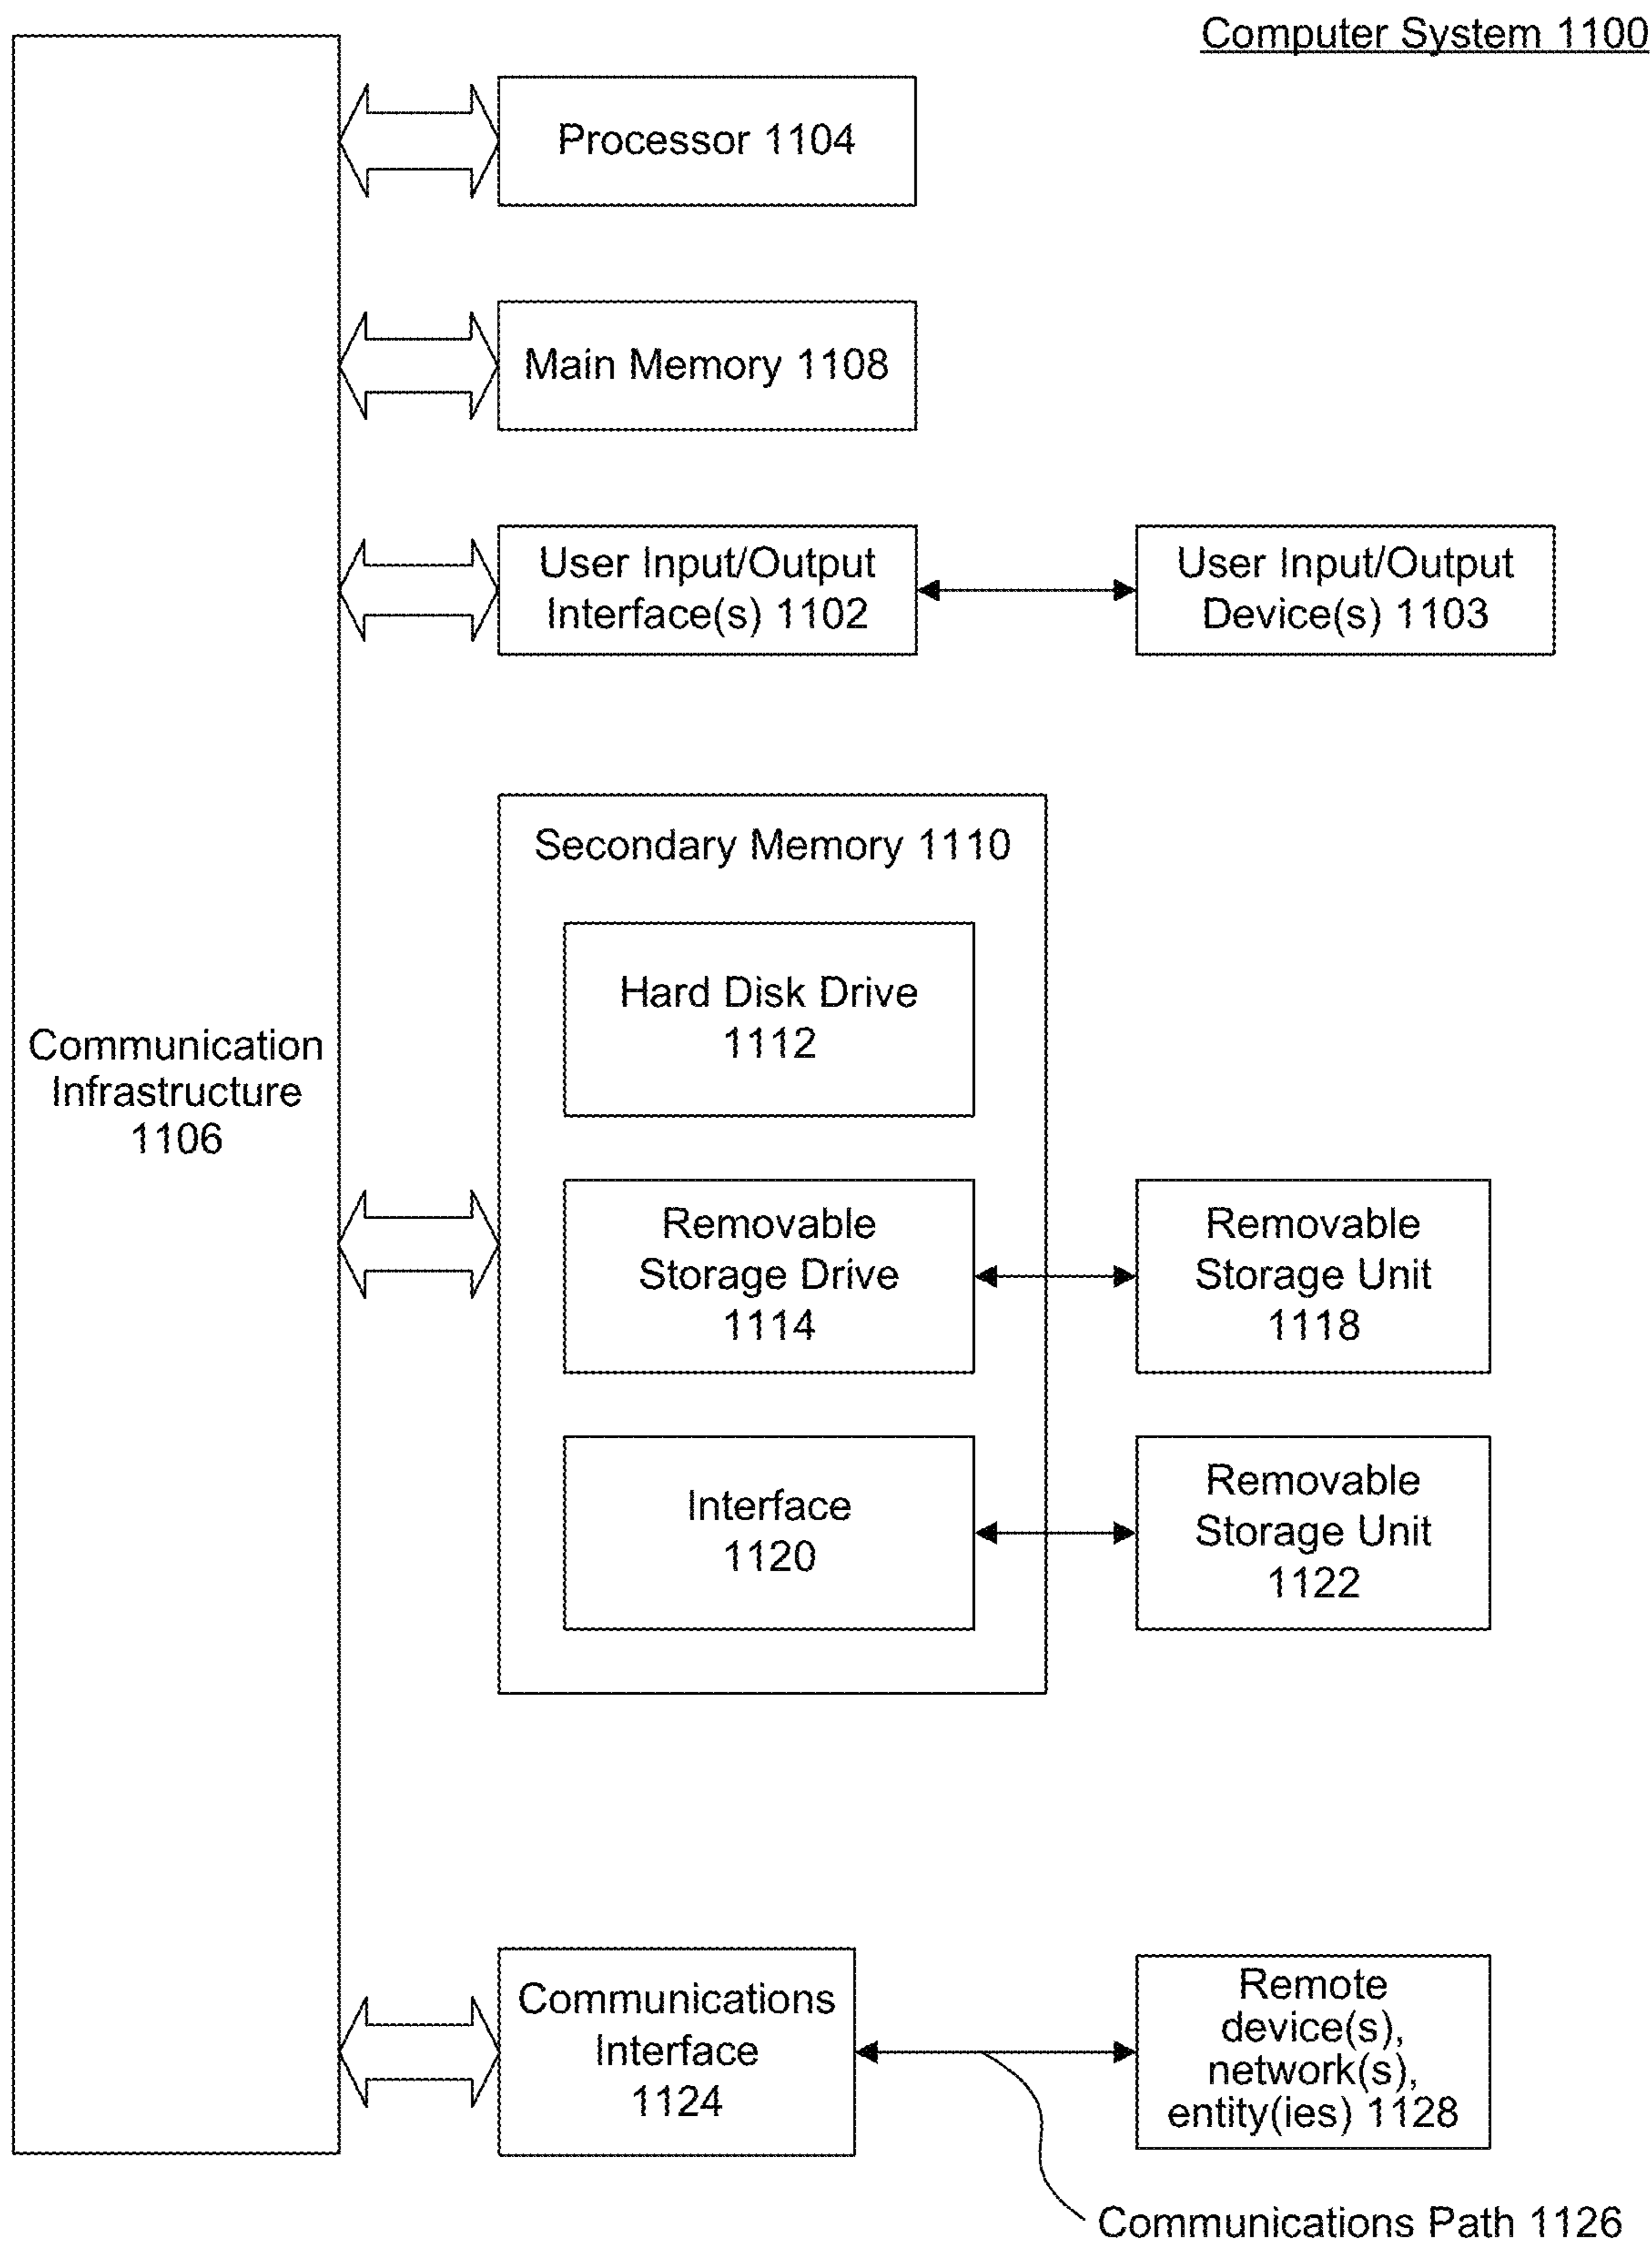 Computer System 1100
Processor 1104
Main Memory 1108
User Input/Output
Interface(s) 1102
User Input/Output
Device(s) 1103
Secondary Memory 1110
Hard Disk Drive
1112
Communication
Infrastructure
1106
Removable
Storage Drive
1114
Removable
Storage Unit
1118
Interface
1120
Removable
Storage Unit
1122
Communications
Interface
1124
Remote
device(s),
network(s),
entity(ies) 1128
Communications Path 1126